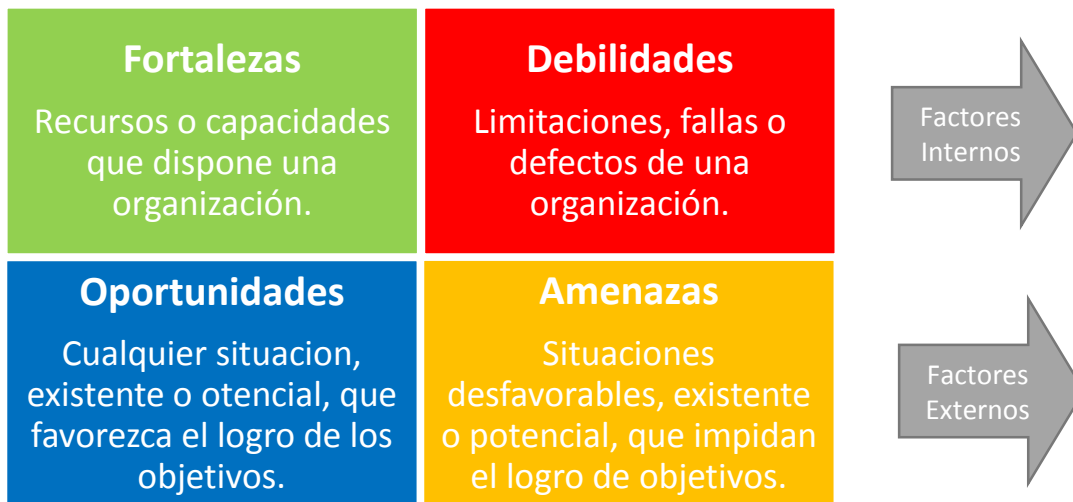 Fortalezas
Recursos o capacidades
que dispone una
organización.
Debilidades
Limitaciones, fallas o
defectos de una
organización.
Factores
Internos
Oportunidades
Cualquier situacion,
existente o otencial, que
favorezca el logro de los
objetivos.
Amenazas
Situaciones
desfavorables, existente
o potencial, que impidan
el logro de objetivos.
Factores
Externos